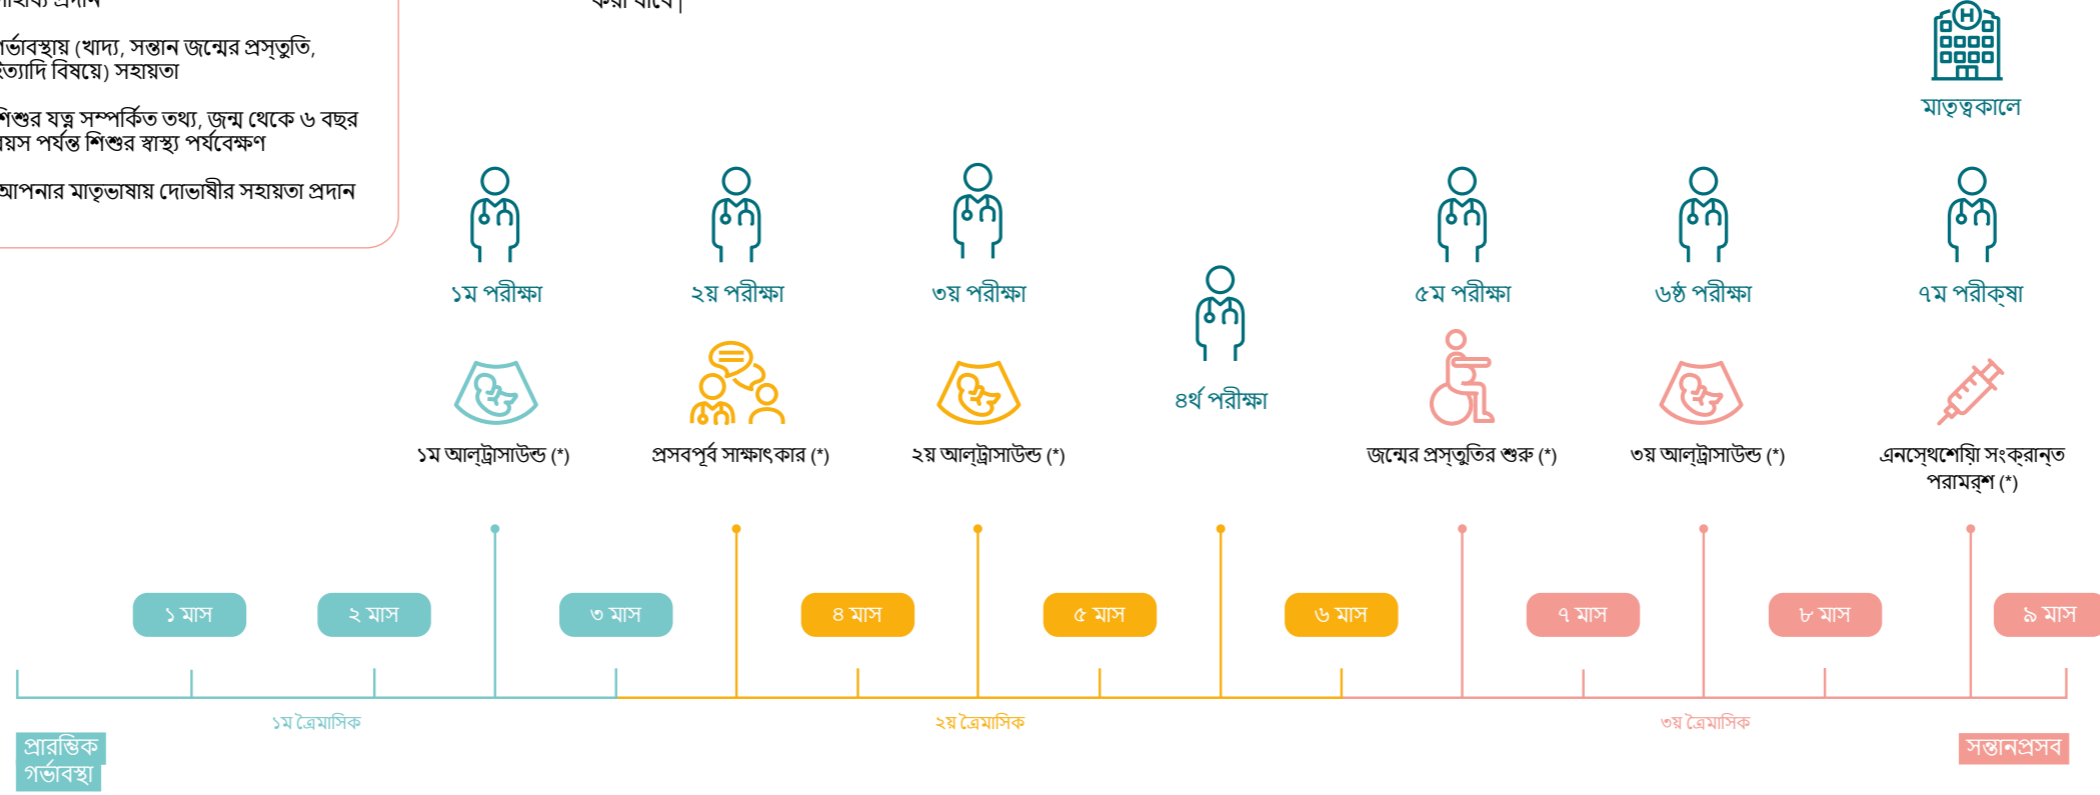 প্রদান
করা যাবে |
(খাদ্য, সন্তান জন্মের প্রস্তুতি,
বিষয়ে) সহায়তা
যত্ন সম্পর্কিত তথ্য, জন্ম থেকে ৬ বছর
পর্যন্ত শিশুর স্বাস্থ্য পর্যবেক্ষণ
আপনার মাতৃভাষায় দোভাষীর সহায়তা প্রদান
H
মাতৃত্বকালে
১ম পরীক্ষা
২য় পরীক্ষা
৩য় পরীক্ষা
৪র্থ পরীক্ষা
৫ম পরীক্ষা
৬ষ্ঠ পরীক্ষা
৭ম পরীক্‌ষা
১ম আল্ট্রাসাউন্ড (*)
প্রসবপূর্ব সাক্ষাৎকার (*)
২য় আল্ট্রাসাউন্ড (*)
জন্মের প্রস্তুতির শুরু (*)
৩য় আল্ট্রাসাউন্ড (*)
এনস্থেশেয়ি সংক্রান্ত
পরামর্শ (*)
১ মাস
২ মাস
৩ মাস
৪ মাস
৫ মাস
৬ মাস
৭ মাস
৮ মাস
৯ মাস
১ম ত্রৈমাসিক
২য় ত্রৈমাসিক
৩য় ত্রৈমাসিক
প্রারম্ভিক
গর্ভাবস্থা
সন্তানপ্রসব